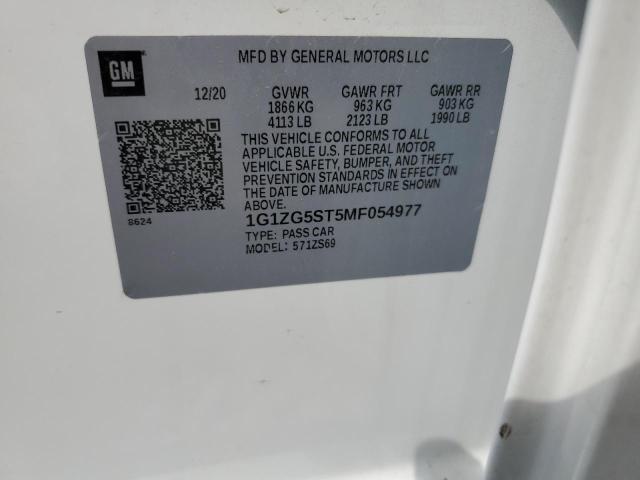 GM
MFD BY GENERAL MOTORS LLC
12/20 GVWR GAWR FRT GAWR RR
1866 KG 963 KG 903 KG
4113 LB 2123 LB 1990 LB
THIS VEHICLE CONFORMS TO ALL
APPLICABLE U.S. FEDERAL MOTOR
VEHICLE SAFETY, BUMPER, AND THEFT
PREVENTION STANDARDS IN EFFECT ON
THE DATE OF MANUFACTURE SHOWN
ABOVE.
8624
1G1ZG5ST5MF054977
TYPE: PASS CAR
MODEL: 571ZS69